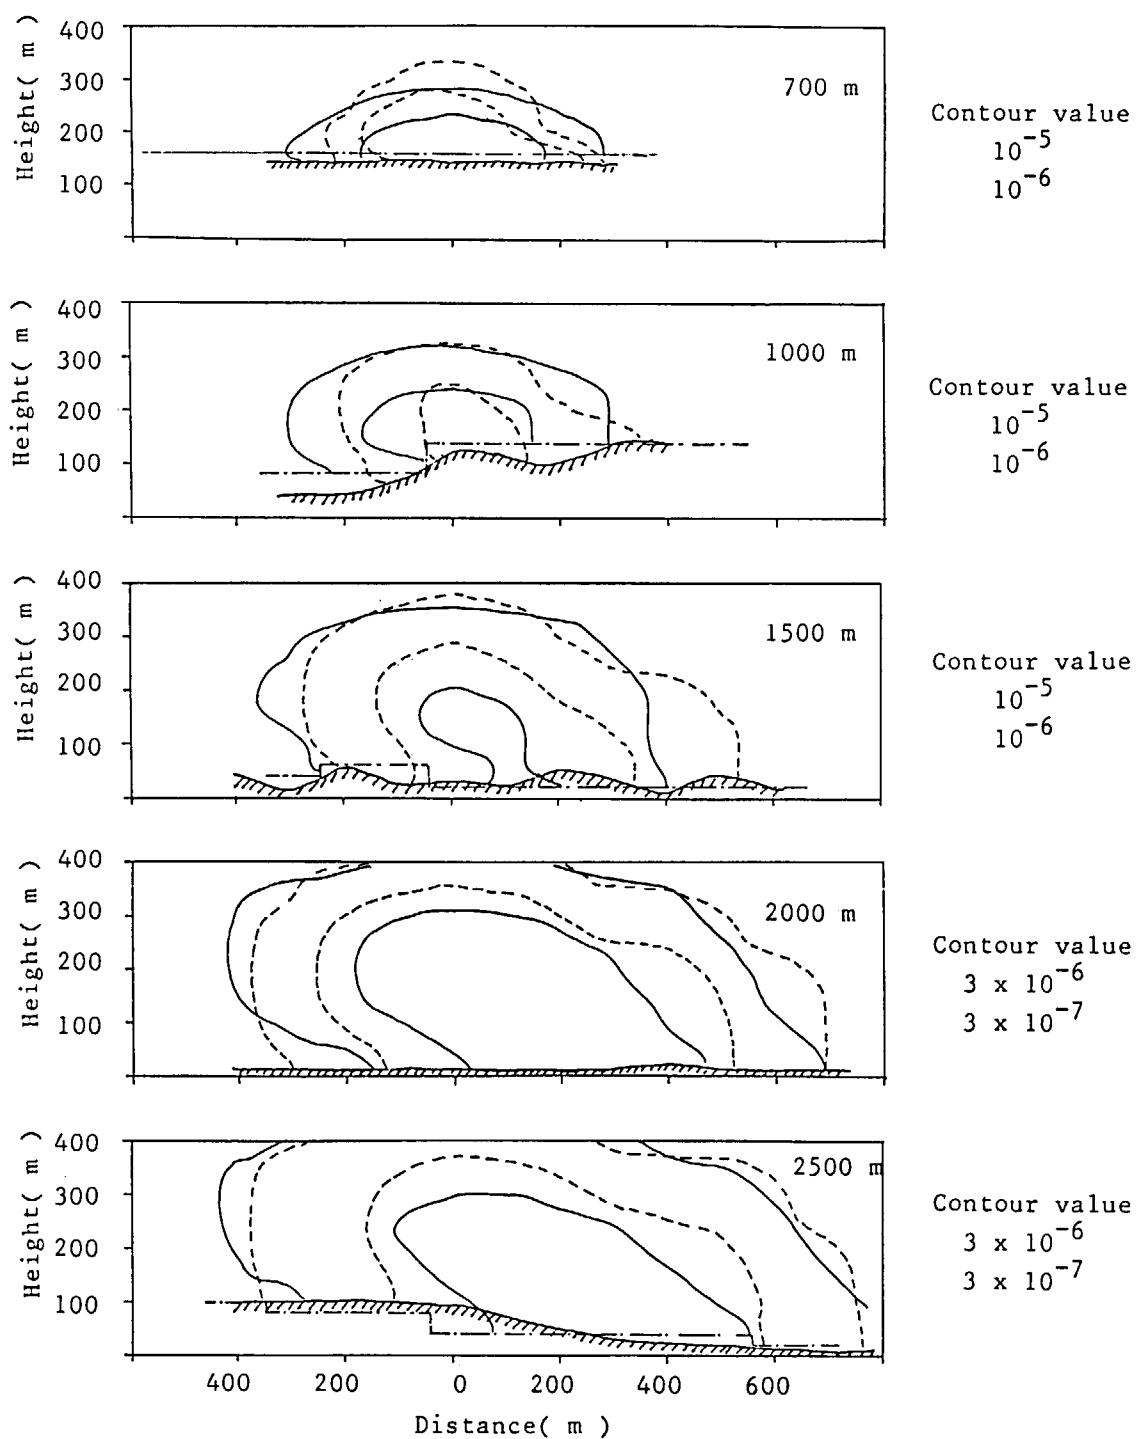 Height( m )
400
300
200
100
700 m
Contour value
10^-5
10^-6
Height( m )
400
300
200
100
1000 m
Contour value
10^-5
10^-6
Height( m )
400
300
200
100
1500 m
Contour value
10^-5
10^-6
Height( m )
400
300
200
100
2000 m
Contour value
3 x 10^-6
3 x 10^-7
Height( m )
400
300
200
100
2500 m
Contour value
3 x 10^-6
3 x 10^-7
400 200 0 200 400 600
Distance( m )